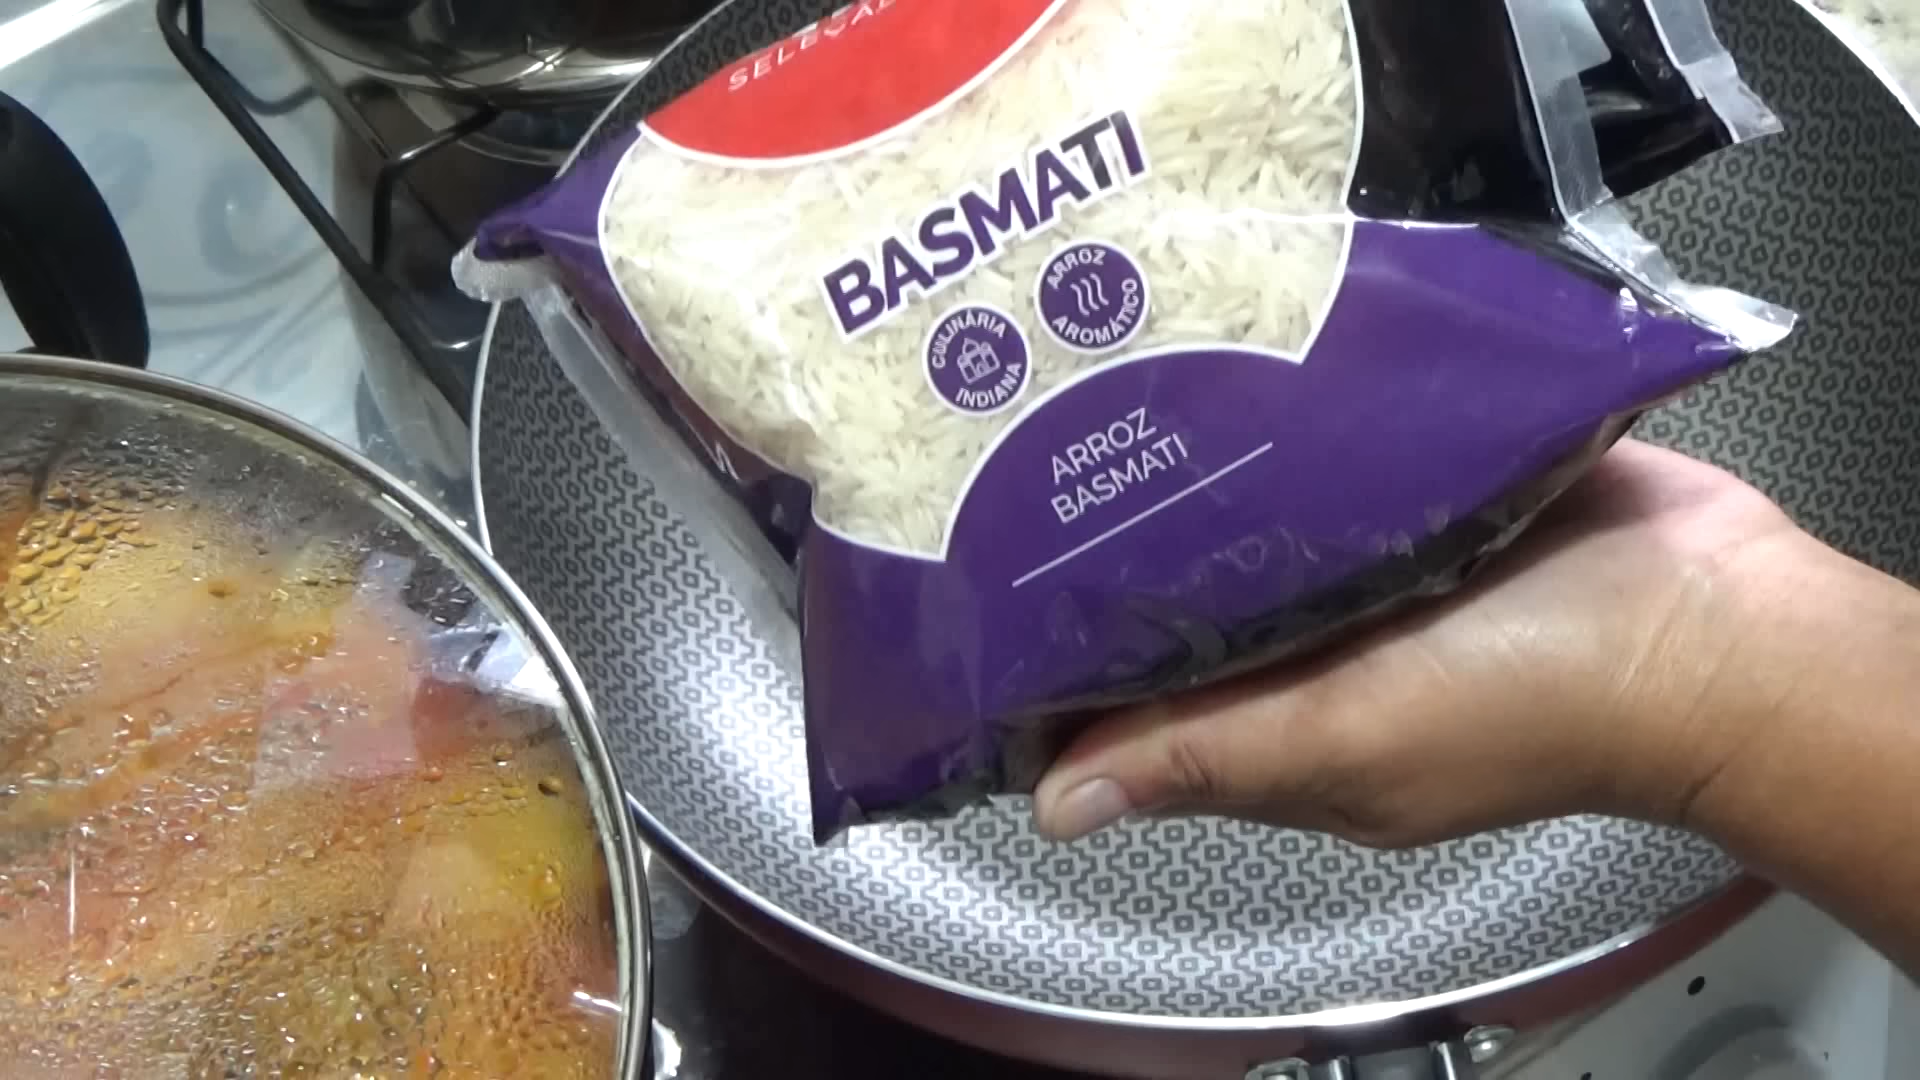 BASMATI
ARROZ
AROMÁTICO
CULINÁRIA
INDIANA
ARROZ
BASMATI